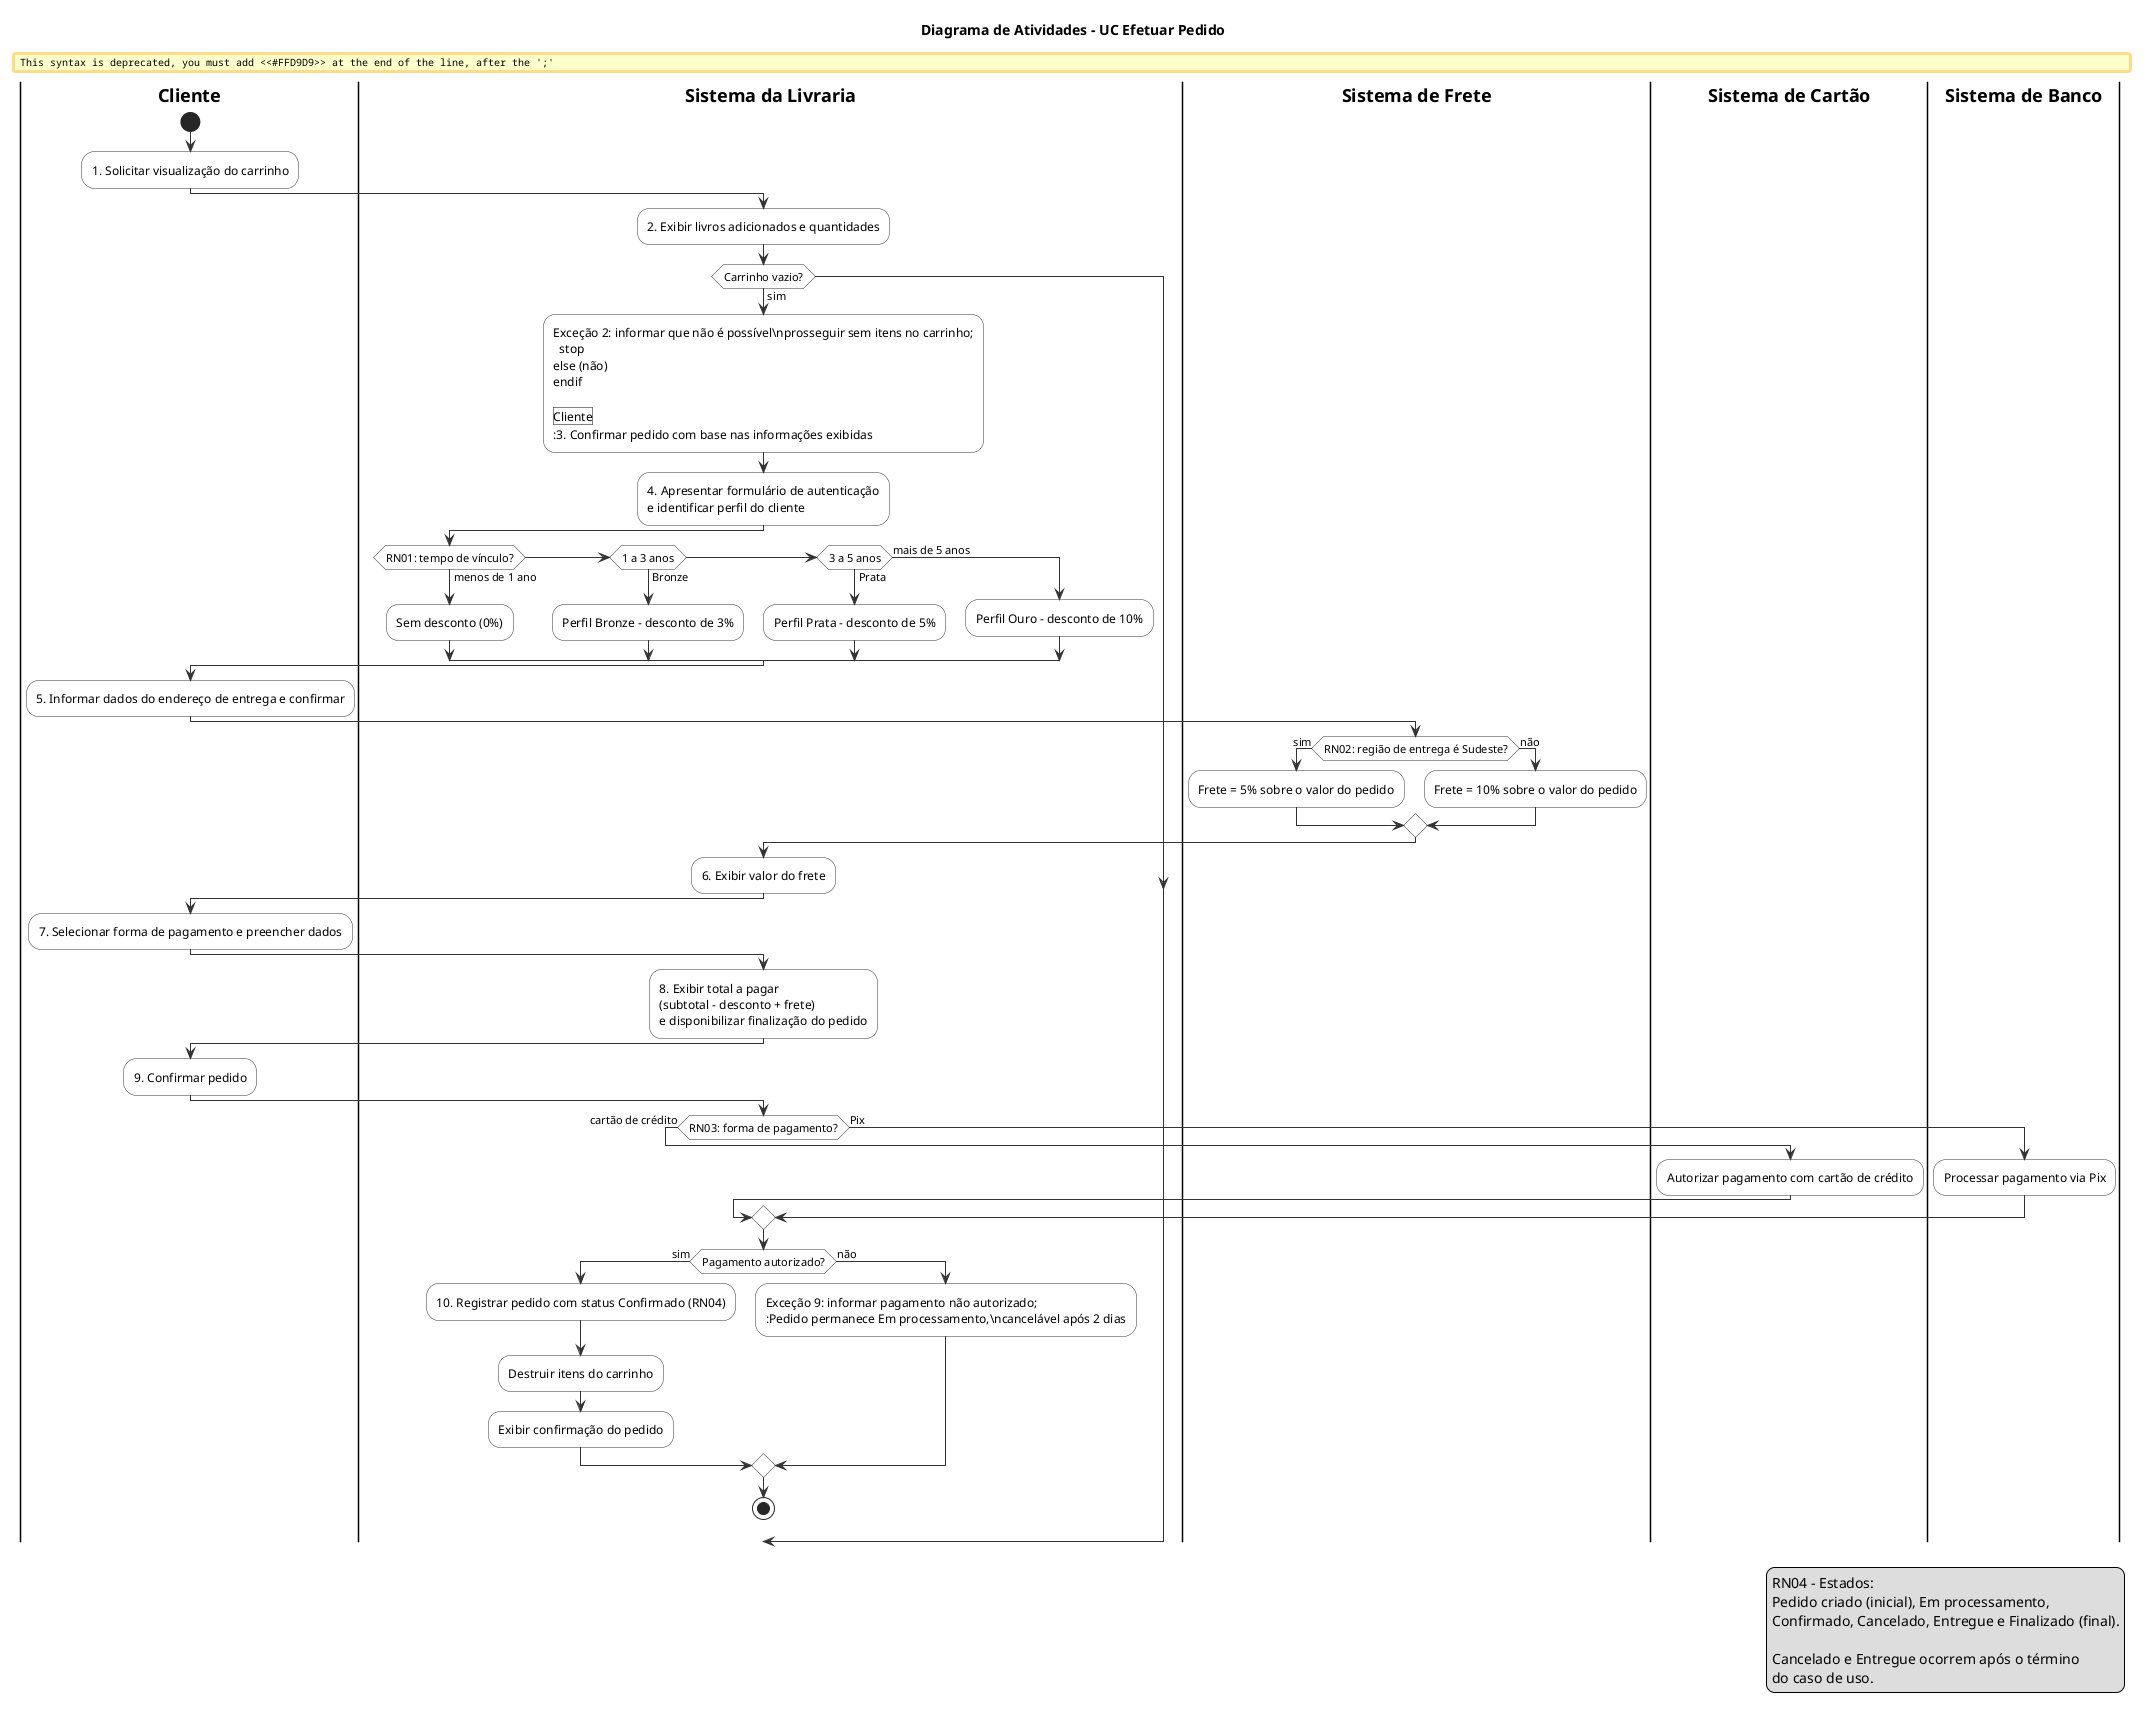 Diagrama de Atividades - UC Efetuar Pedido
This syntax is deprecated, you must add <<#FFD9D9>> at the end of the line, after the ';'
Cliente
Sistema da Livraria
Sistema de Frete
Sistema de Cartão
Sistema de Banco
1. Solicitar visualização do carrinho
2. Exibir livros adicionados e quantidades
Carrinho vazio?
sim
Exceção 2: informar que não é possível\nprosseguir sem itens no carrinho;
stop
else (não)
endif
Cliente
:3. Confirmar pedido com base nas informações exibidas
4. Apresentar formulário de autenticação
e identificar perfil do cliente
RN01: tempo de vínculo?
menos de 1 ano
1 a 3 anos
Bronze
3 a 5 anos
Prata
mais de 5 anos
Sem desconto (0%)
Perfil Bronze - desconto de 3%
Perfil Prata - desconto de 5%
Perfil Ouro - desconto de 10%
5. Informar dados do endereço de entrega e confirmar
sim
RN02: região de entrega é Sudeste?
não
Frete = 5% sobre o valor do pedido
Frete = 10% sobre o valor do pedido
6. Exibir valor do frete
7. Selecionar forma de pagamento e preencher dados
8. Exibir total a pagar
(subtotal - desconto + frete)
e disponibilizar finalização do pedido
9. Confirmar pedido
cartão de crédito
RN03: forma de pagamento?
Pix
Autorizar pagamento com cartão de crédito
Processar pagamento via Pix
sim
Pagamento autorizado?
não
10. Registrar pedido com status Confirmado (RN04)
Exceção 9: informar pagamento não autorizado;
:Pedido permanece Em processamento,\ncancelável após 2 dias
Destruir itens do carrinho
Exibir confirmação do pedido
RN04 - Estados:
Pedido criado (inicial), Em processamento,
Confirmado, Cancelado, Entregue e Finalizado (final).
Cancelado e Entregue ocorrem após o término
do caso de uso.